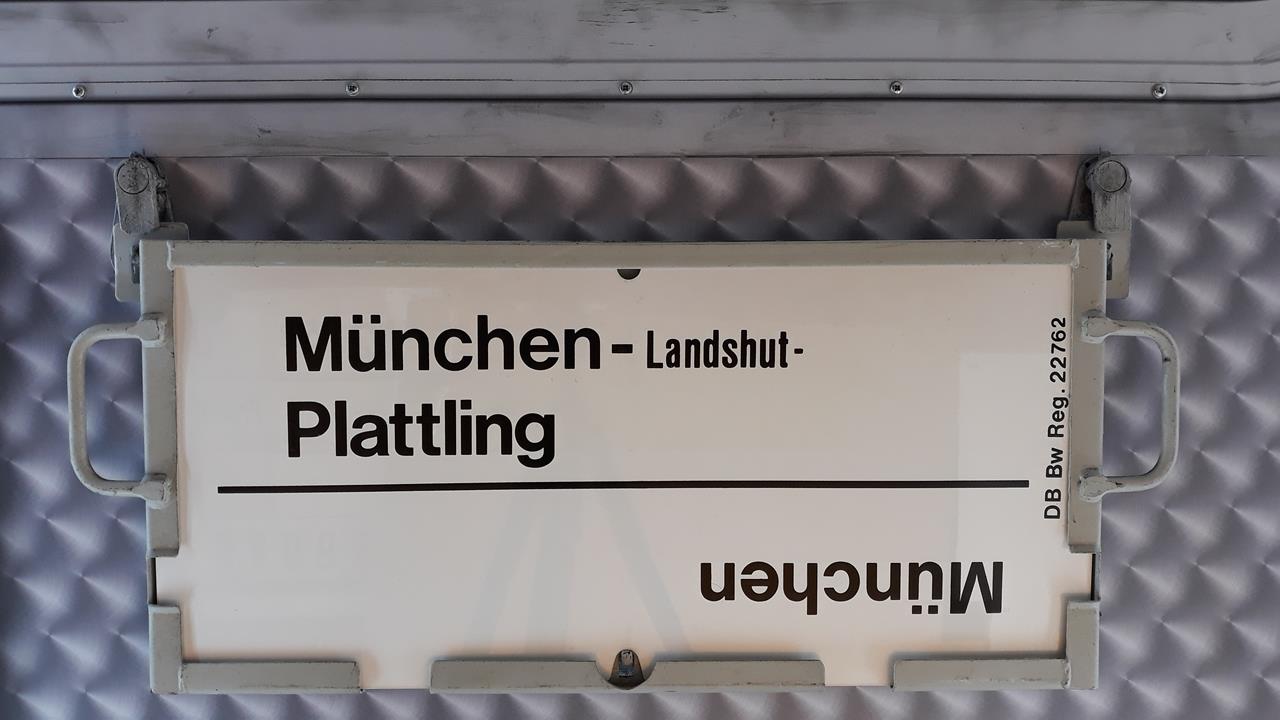 München - Landshut -
Plattling
München
DB Bw Reg. 22762